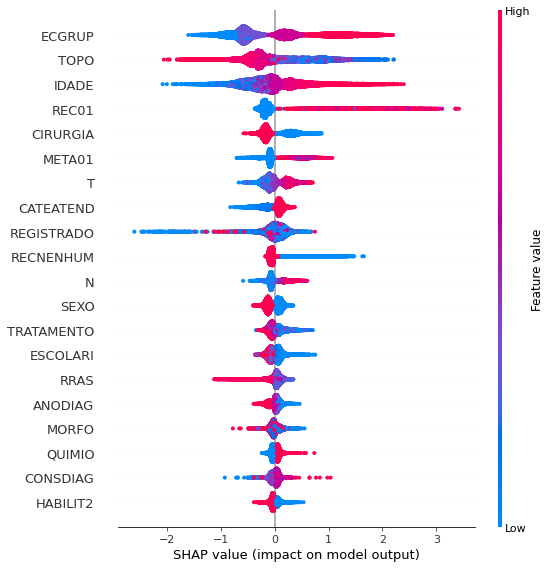 High
ECGRUP
TOPO
IDADE
REC01
CIRURGIA
META01
T
CATEATEND
REGISTRADO
RECNENHUM
N
SEXO
TRATAMENTO
ESCOLARI
RRAS
ANODIAG
MORFO
QUIMIO
CONSDIAG
HABILIT2
Feature value
Low
−2 −1 0 1 2 3
SHAP value (impact on model output)